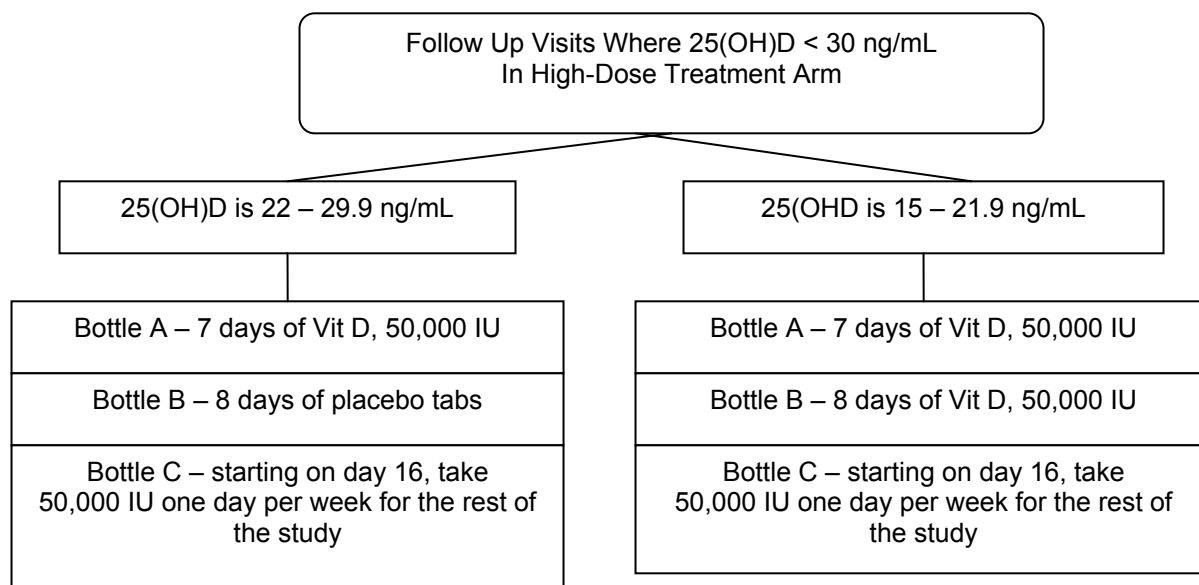 Follow Up Visits Where 25(OH)D < 30 ng/mL
In High-Dose Treatment Arm
25(OH)D is 22 – 29.9 ng/mL
25(OHD is 15 – 21.9 ng/mL
Bottle A – 7 days of Vit D, 50,000 IU
Bottle B – 8 days of placebo tabs
Bottle C – starting on day 16, take
50,000 IU one day per week for the rest of
the study
Bottle A – 7 days of Vit D, 50,000 IU
Bottle B – 8 days of Vit D, 50,000 IU
Bottle C – starting on day 16, take
50,000 IU one day per week for the rest of
the study